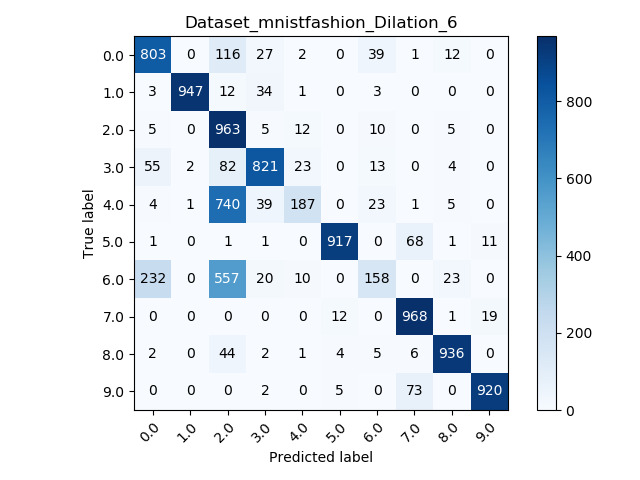 Dataset_mnistfashion_Dilation_6
0.0 803 0 116 27 2 0 39 1 12 0
1.0 3 947 12 34 1 0 3 0 0 0
2.0 5 0 963 5 12 0 10 0 5 0
3.0 55 2 82 821 23 0 13 0 4 0
4.0 4 1 740 39 187 0 23 1 5 0
5.0 1 0 1 1 0 917 0 68 1 11
6.0 232 0 557 20 10 0 158 0 23 0
7.0 0 0 0 0 0 12 0 968 1 19
8.0 2 0 44 2 1 4 5 6 936 0
9.0 0 0 0 2 0 5 0 73 0 920
0.0 1.0 2.0 3.0 4.0 5.0 6.0 7.0 8.0 9.0
True label
Predicted label
800
600
400
200
0